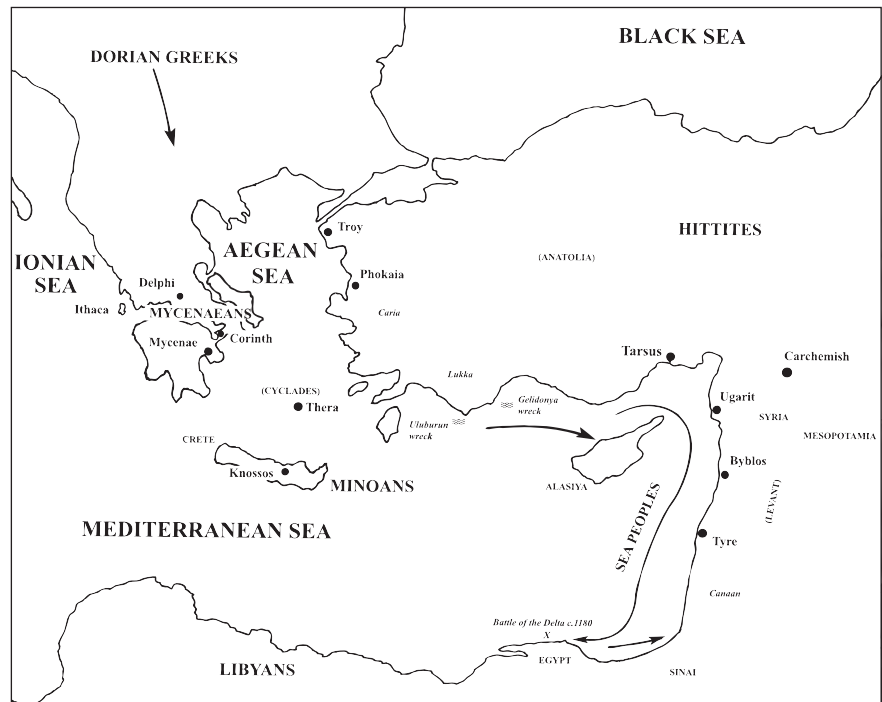 BLACK SEA
DORIAN GREEKS
HITTITES
Troy
AEGEAN
SEA
(ANATOLIA)
IONIAN
SEA
Phokaia
Delphi
Ithaca
MYCENAEANS
Caria
Corinth
Mycenae
Tarsus
Carchemish
Lukka
(CYCLADES)
Thera
Gelidonya
wreck
Ugarit
SYRIA
Uluburun
wreck
MESOPOTAMIA
CRETE
Knossos
MINOANS
ALASIYA
Byblos
(LEVANT)
SEA PEOPLES
MEDITERRANEAN SEA
Tyre
Canaan
Battle of the Delta c.1180
X
EGYPT
LIBYANS
SINAI